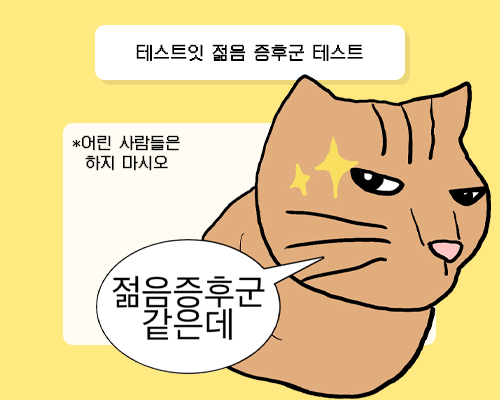 테스트잇 젊음 증후군 테스트
*어린 사람들은
하지 마시오
젊음증후군
같은데